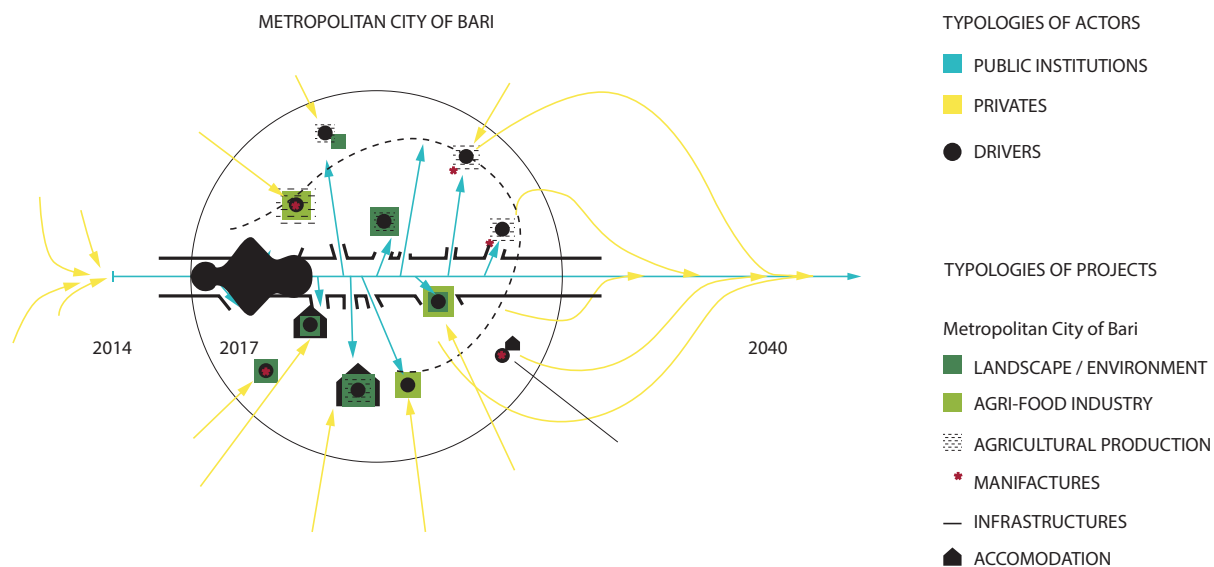 METROPOLITAN CITY OF BARI
2014
2017
2040
TYPOLOGIES OF ACTORS
PUBLIC INSTITUTIONS
PRIVATES
DRIVERS
TYPOLOGIES OF PROJECTS
Metropolitan City of Bari
LANDSCAPE / ENVIRONMENT
AGRI-FOOD INDUSTRY
AGRICULTURAL PRODUCTION
MANIFACTURES
INFRASTRUCTURES
ACCOMODATION